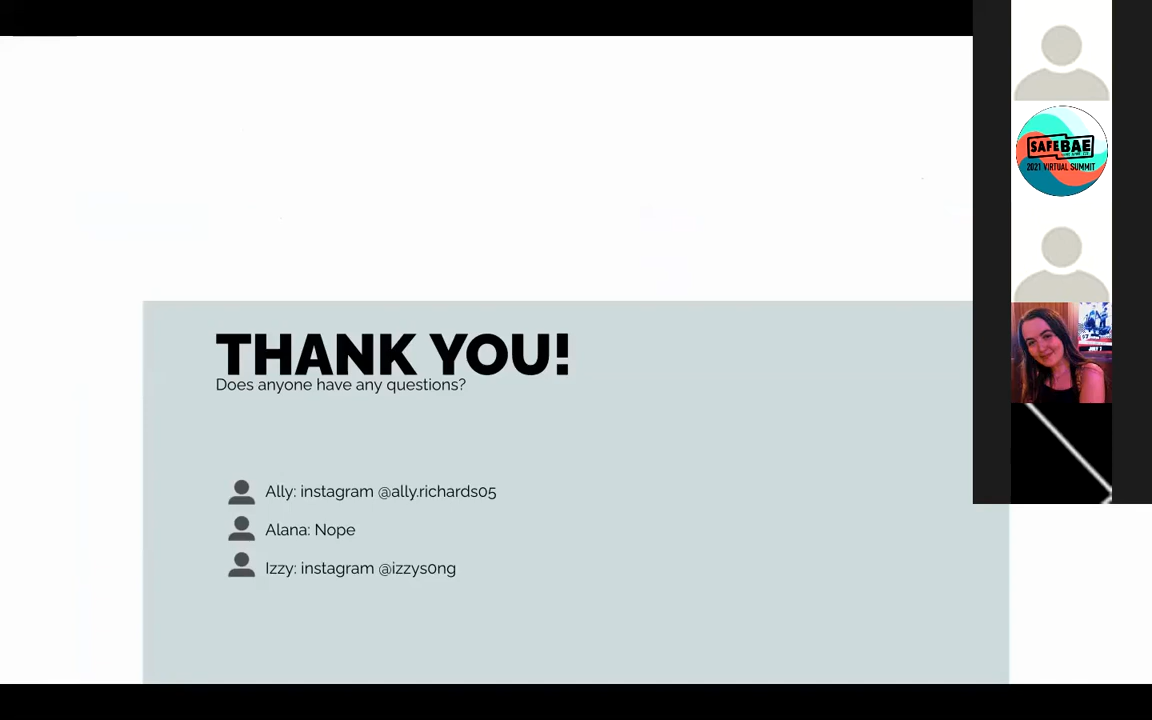 SAFEBAE
2021 VIRTUAL SUMMIT
THANK YOU!
Does anyone have any questions?
Ally: instagram @ally.richards05
Alana: Nope
Izzy: instagram @izzys0ng